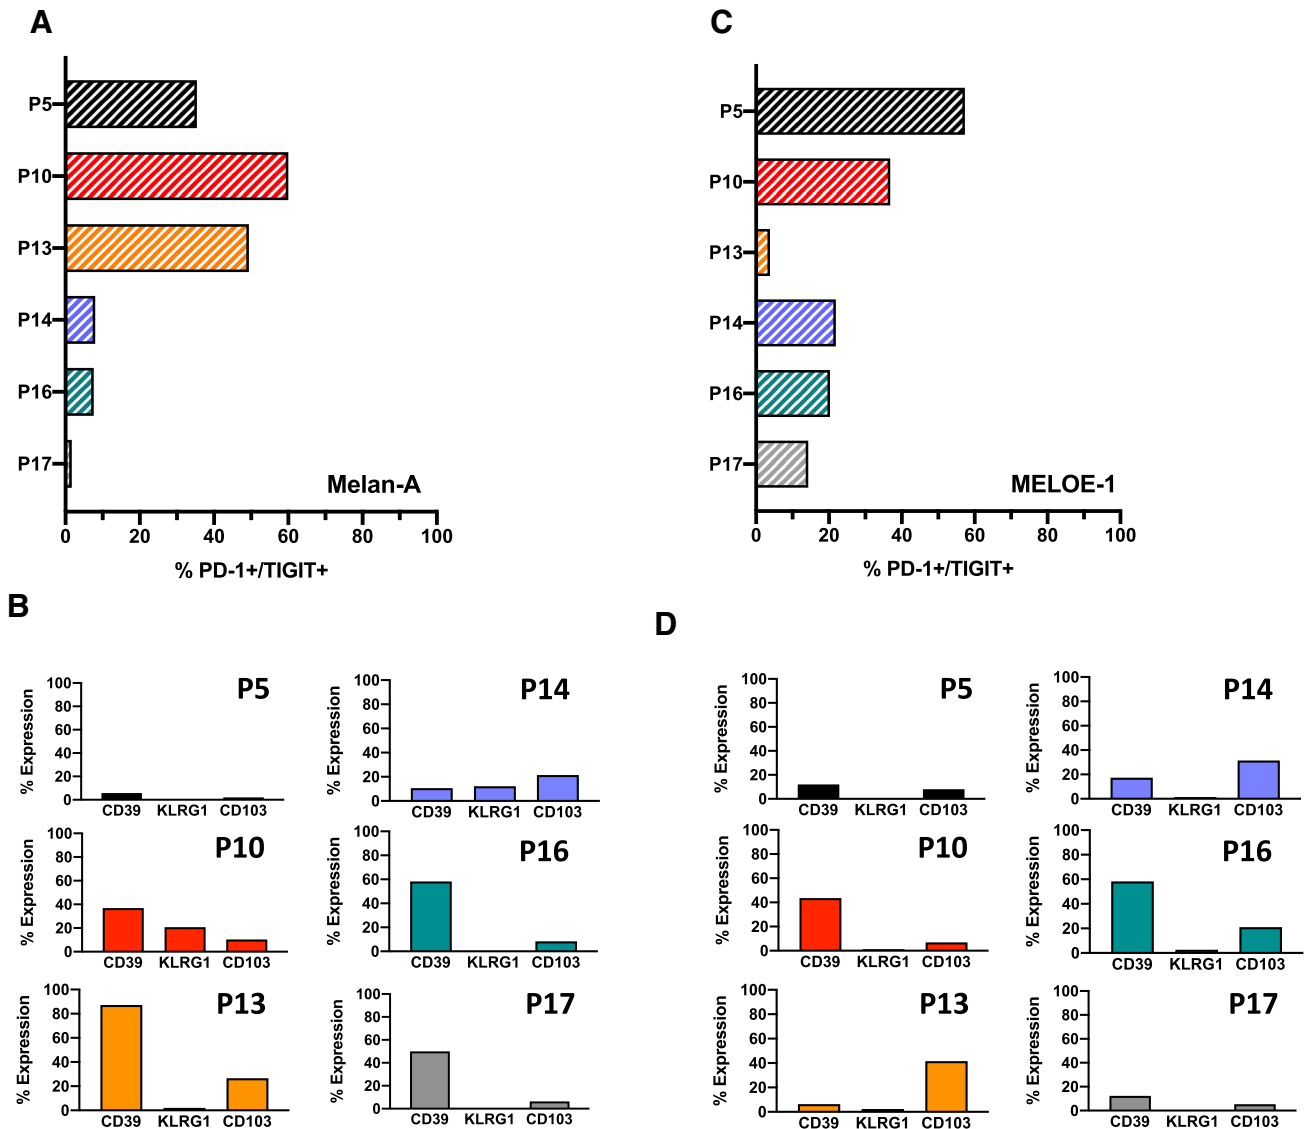 A
P5
P10
P13
P14
P16
P17
Melan-A
0 20 40 60 80 100
% PD-1+/TIGIT+
C
P5
P10
P13
P14
P16
P17
MELOE-1
0 20 40 60 80 100
% PD-1+/TIGIT+
B
P5
% Expression
100
80
60
40
20
0
CD39 KLRG1 CD103
P14
% Expression
100
80
60
40
20
0
CD39 KLRG1 CD103
P10
% Expression
100
80
60
40
20
0
CD39 KLRG1 CD103
P16
% Expression
100
80
60
40
20
0
CD39 KLRG1 CD103
P13
% Expression
100
80
60
40
20
0
CD39 KLRG1 CD103
P17
% Expression
100
80
60
40
20
0
CD39 KLRG1 CD103
D
P5
% Expression
100
80
60
40
20
0
CD39 KLRG1 CD103
P14
% Expression
100
80
60
40
20
0
CD39 KLRG1 CD103
P10
% Expression
100
80
60
40
20
0
CD39 KLRG1 CD103
P16
% Expression
100
80
60
40
20
0
CD39 KLRG1 CD103
P13
% Expression
100
80
60
40
20
0
CD39 KLRG1 CD103
P17
% Expression
100
80
60
40
20
0
CD39 KLRG1 CD103